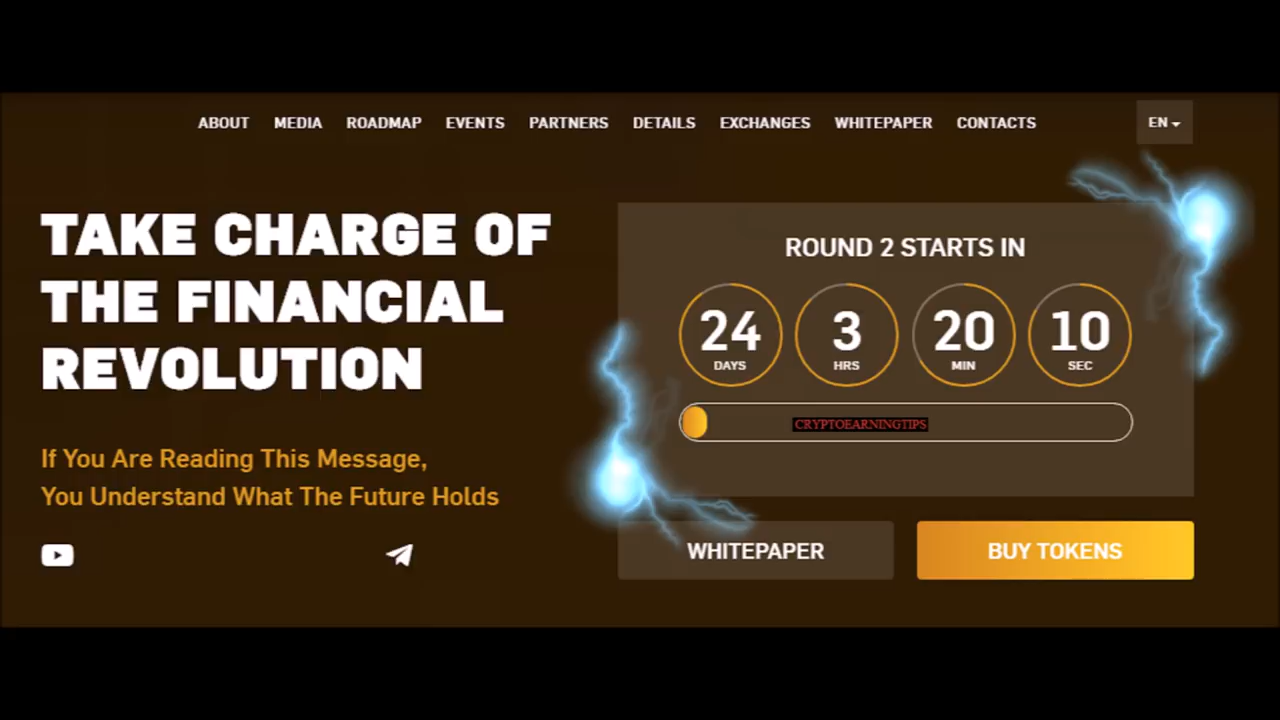 ABOUT MEDIA ROADMAP EVENTS PARTNERS DETAILS EXCHANGES WHITEPAPER CONTACTS EN
TAKE CHARGE OF
THE FINANCIAL
REVOLUTION
If You Are Reading This Message,
You Understand What The Future Holds
ROUND 2 STARTS IN
24 3 20 10
DAYS HRS MIN SEC
CRYPTOEARNINGTIPS
WHITEPAPER BUY TOKENS